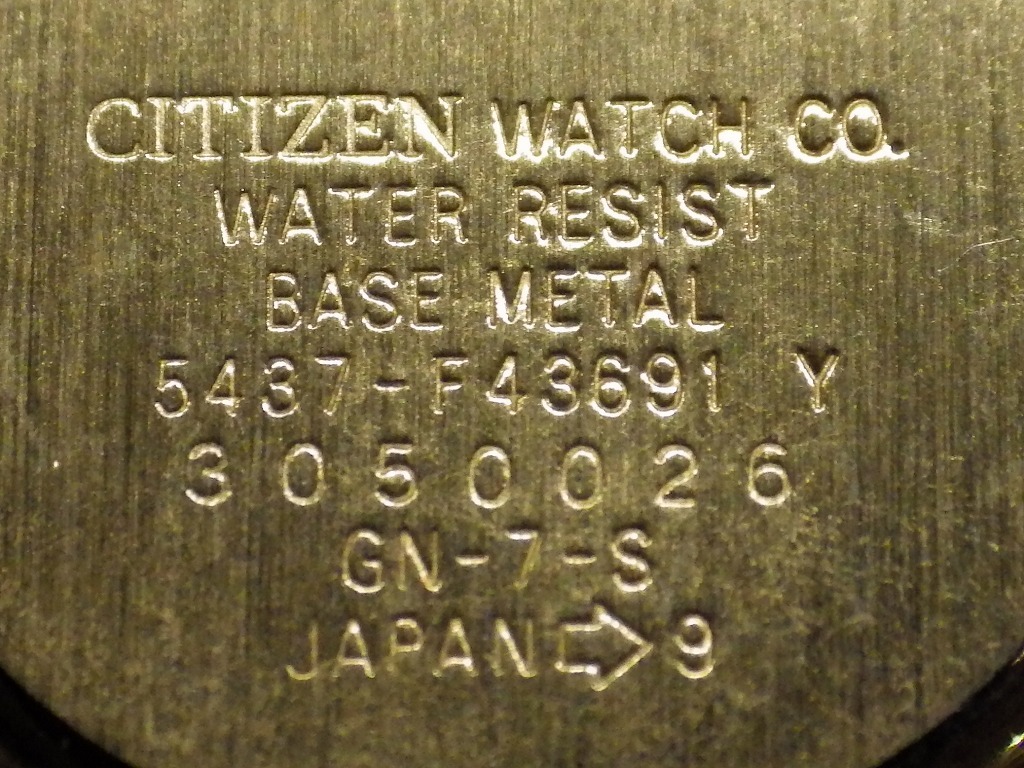 CITIZEN WATCH CO.
WATER RESIST
BASE METAL
5437-F43691 Y
3050026
GN-7-S
JAPAN ⇨ 9